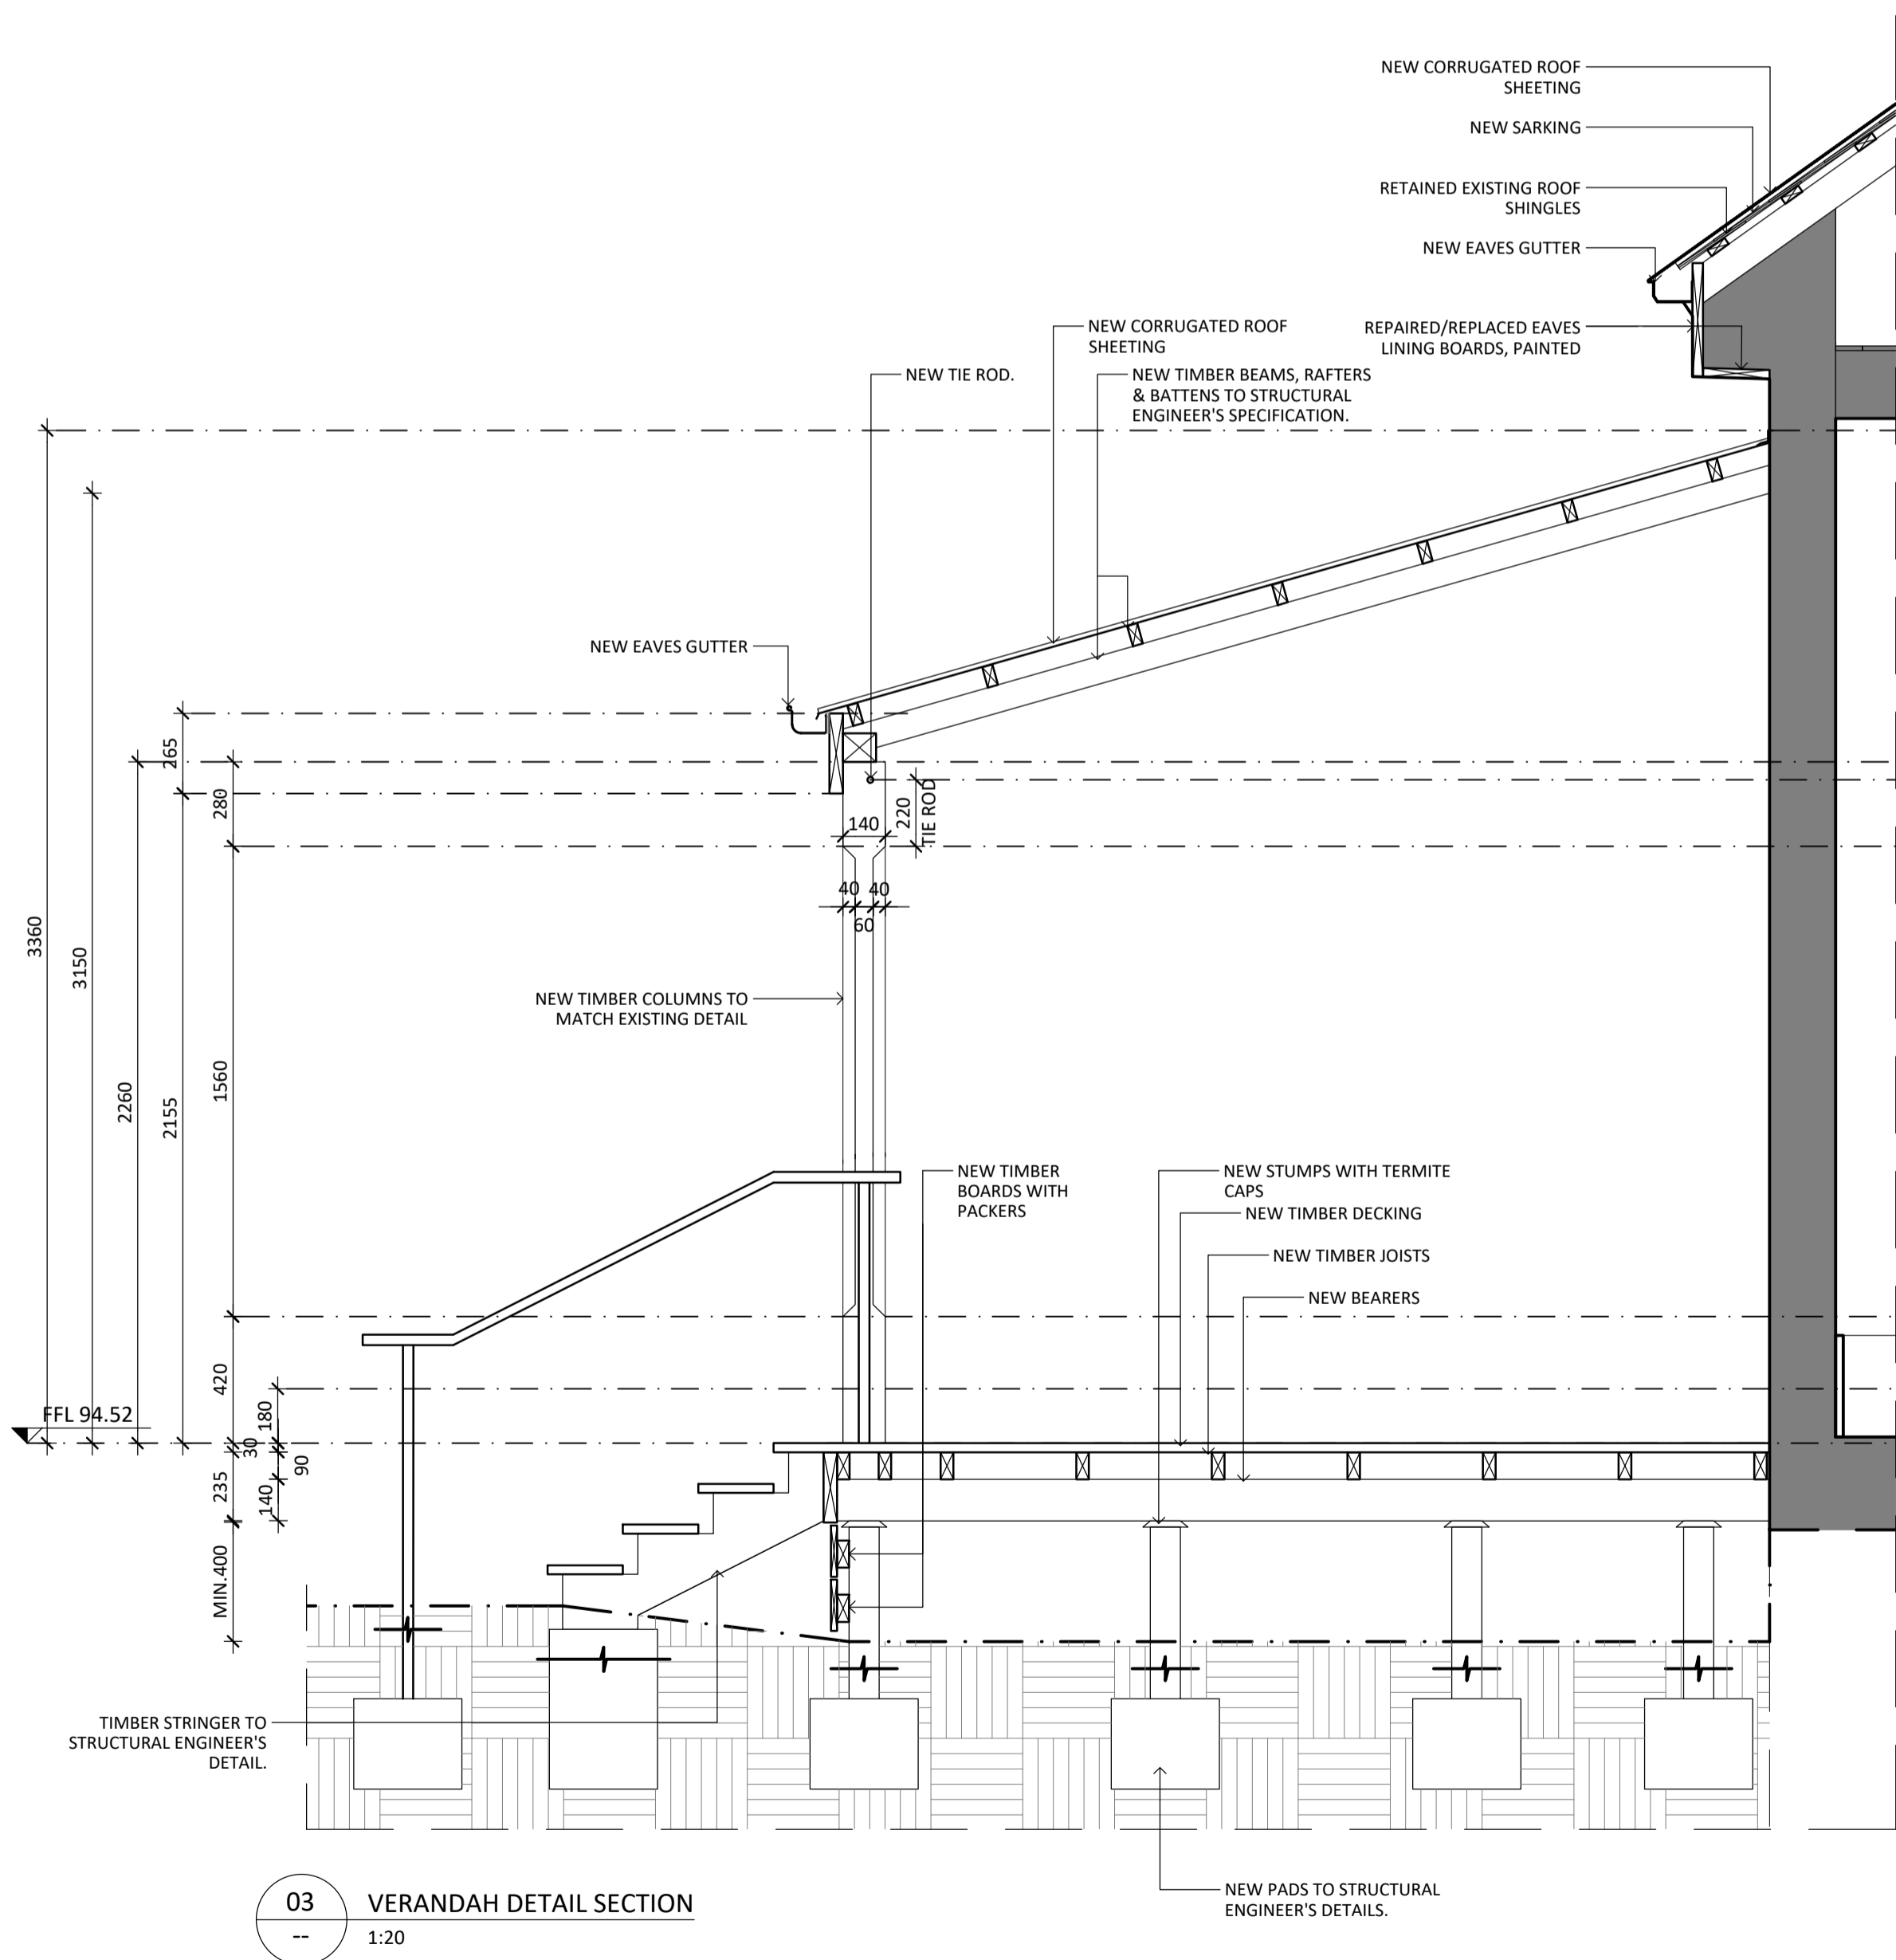 NEW CORRUGATED ROOF
SHEETING
NEW SARKING
RETAINED EXISTING ROOF
SHINGLES
NEW EAVES GUTTER
REPAIRED/REPLACED EAVES
LINING BOARDS, PAINTED
NEW CORRUGATED ROOF
SHEETING
NEW TIE ROD.
NEW TIMBER BEAMS, RAFTERS
& BATTENS TO STRUCTURAL
ENGINEER'S SPECIFICATION.
NEW EAVES GUTTER
265
280
220
TIE ROD
140
40
40
60
3360
3150
2260
2155
1560
NEW TIMBER COLUMNS TO
MATCH EXISTING DETAIL
NEW TIMBER
BOARDS WITH
PACKERS
NEW STUMPS WITH TERMITE
CAPS
NEW TIMBER DECKING
NEW TIMBER JOISTS
NEW BEARERS
420
180
FFL 94.52
30
90
235
140
MIN.400
TIMBER STRINGER TO
STRUCTURAL ENGINEER'S
DETAIL.
NEW PADS TO STRUCTURAL
ENGINEER'S DETAILS.
03
--
VERANDAH DETAIL SECTION
1:20